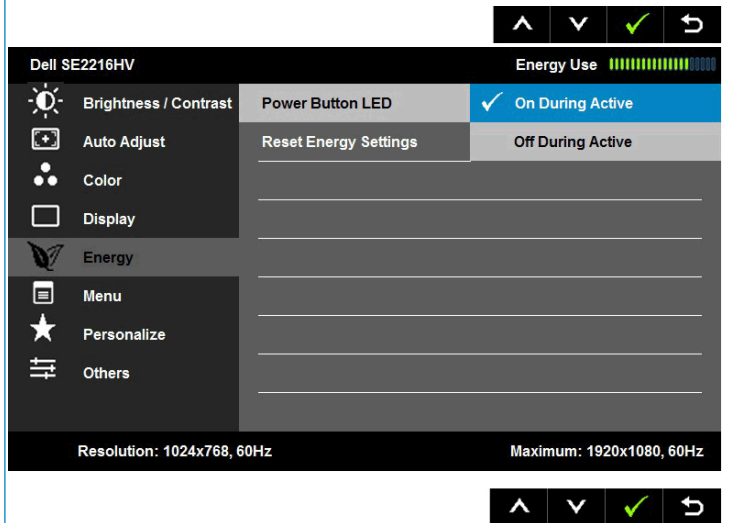 Dell SE2216HV Energy Use
Brightness / Contrast Power Button LED On During Active
Auto Adjust Reset Energy Settings Off During Active
Color
Display
Energy
Menu
Personalize
Others
Resolution: 1024x768, 60Hz Maximum: 1920x1080, 60Hz